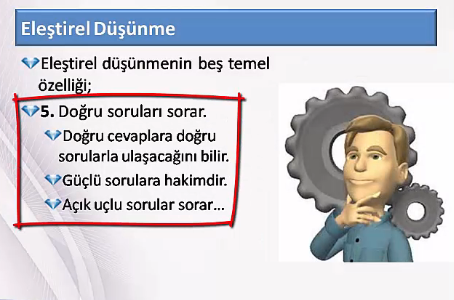 Eleştirel Düşünme
Eleştirel düşünmenin beş temel
özelliği;
5. Doğru soruları sorar.
Doğru cevaplara doğru
sorularla ulaşacağını bilir.
Güçlü sorulara hakimdir.
Açık uçlu sorular sorar...